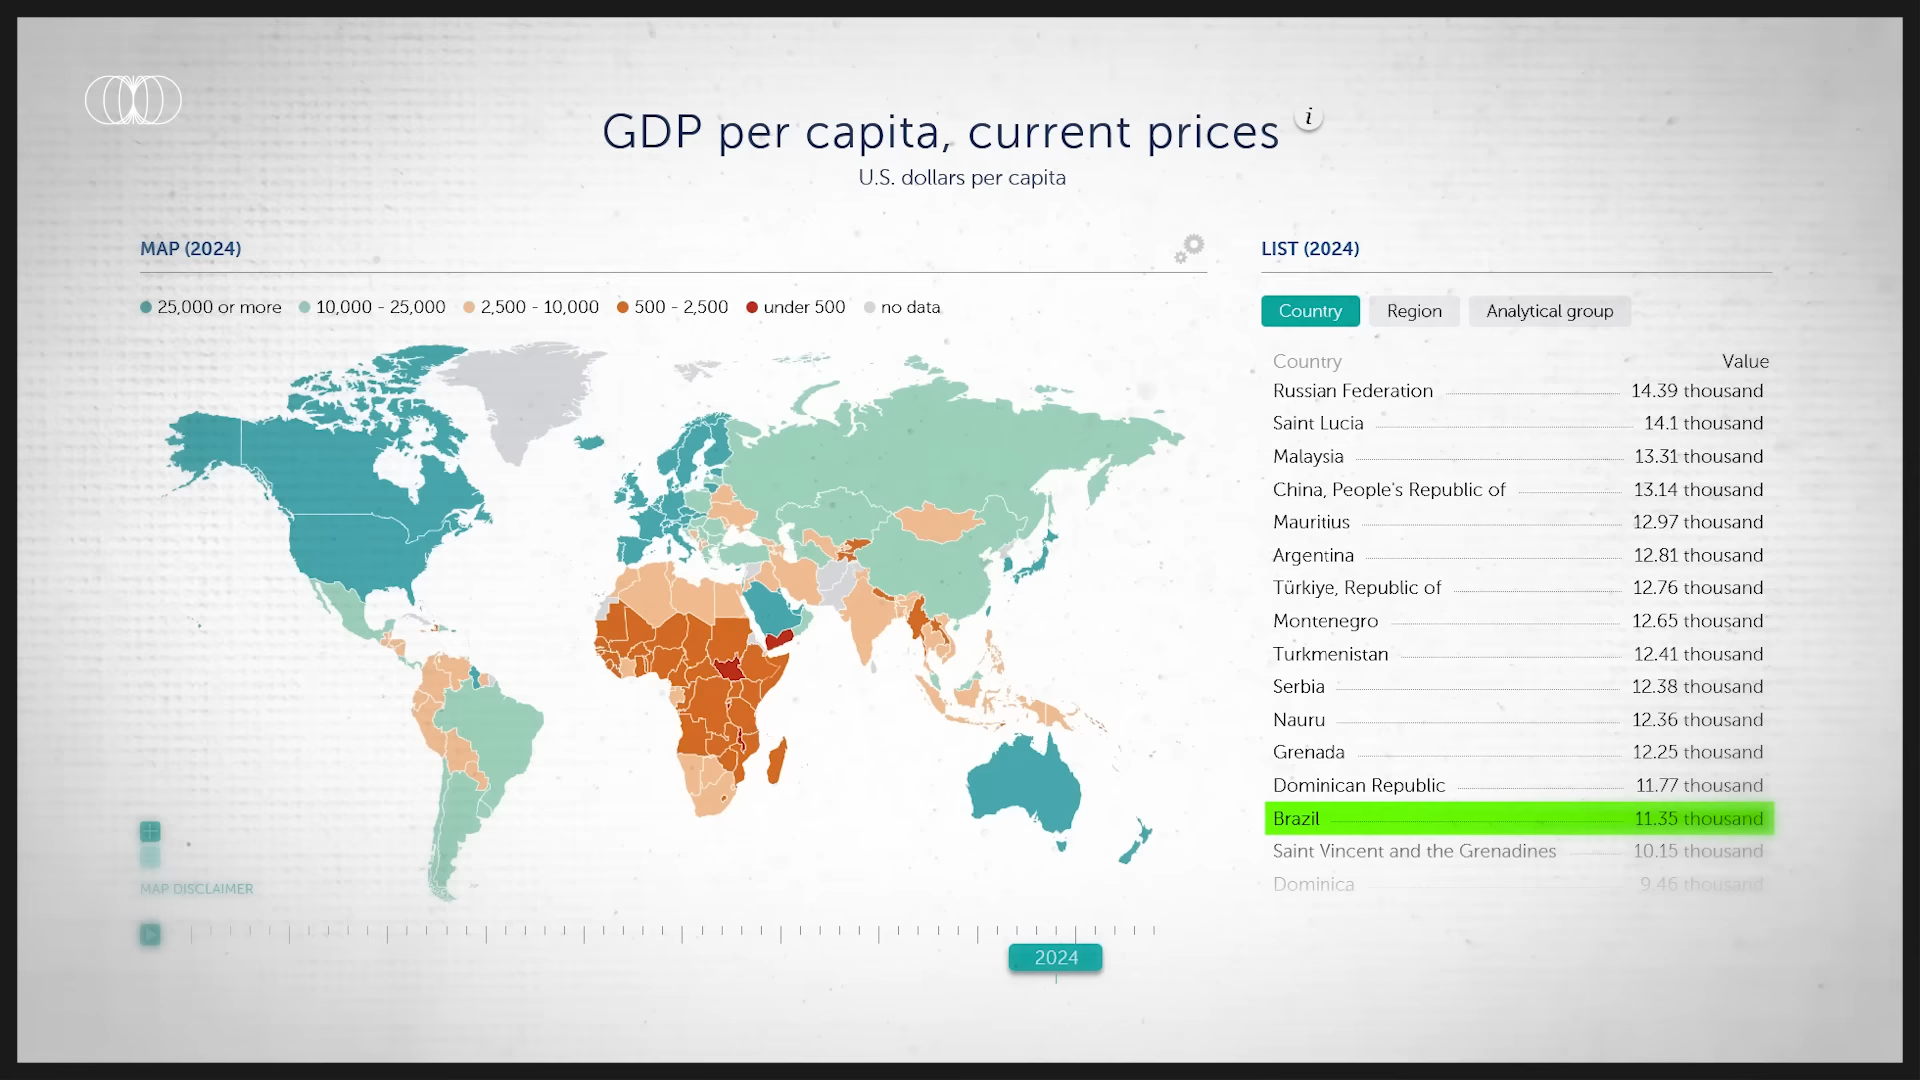 GDP per capita, current prices i
U.S. dollars per capita
MAP (2024)
25,000 or more 10,000 - 25,000 2,500 - 10,000 500 - 2,500 under 500 no data
MAP DISCLAIMER
2024
LIST (2024)
Country Region Analytical group
Country Value
Russian Federation 14.39 thousand
Saint Lucia 14.1 thousand
Malaysia 13.31 thousand
China, People's Republic of 13.14 thousand
Mauritius 12.97 thousand
Argentina 12.81 thousand
Türkiye, Republic of 12.76 thousand
Montenegro 12.65 thousand
Turkmenistan 12.41 thousand
Serbia 12.38 thousand
Nauru 12.36 thousand
Grenada 12.25 thousand
Dominican Republic 11.77 thousand
Brazil 11.35 thousand
Saint Vincent and the Grenadines 10.15 thousand
Dominica 9.46 thousand